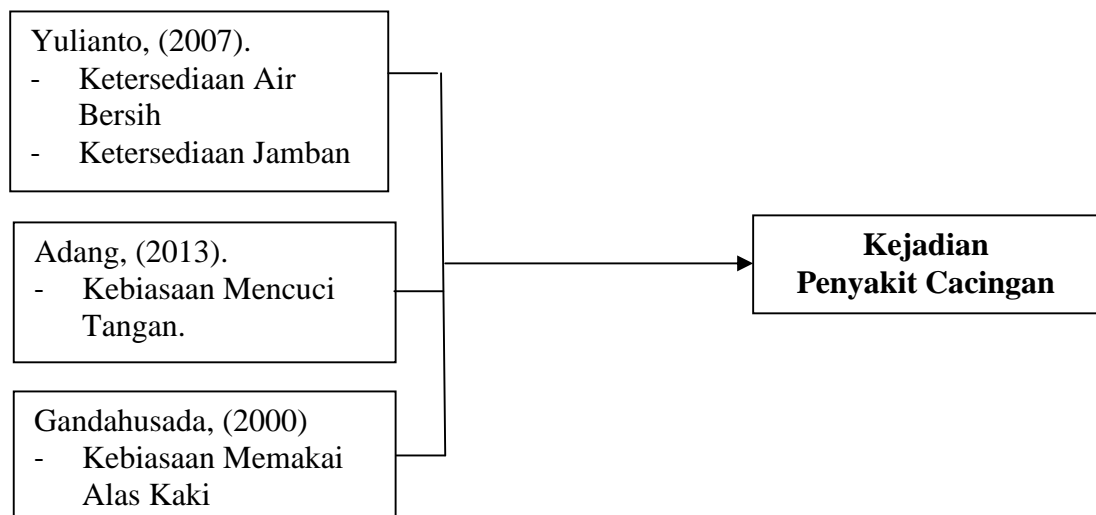 Yulianto, (2007).
- Ketersediaan Air
Bersih
- Ketersediaan Jamban
Adang, (2013).
- Kebiasaan Mencuci
Tangan.
Gandahusada, (2000)
- Kebiasaan Memakai
Alas Kaki
Kejadian
Penyakit Cacingan